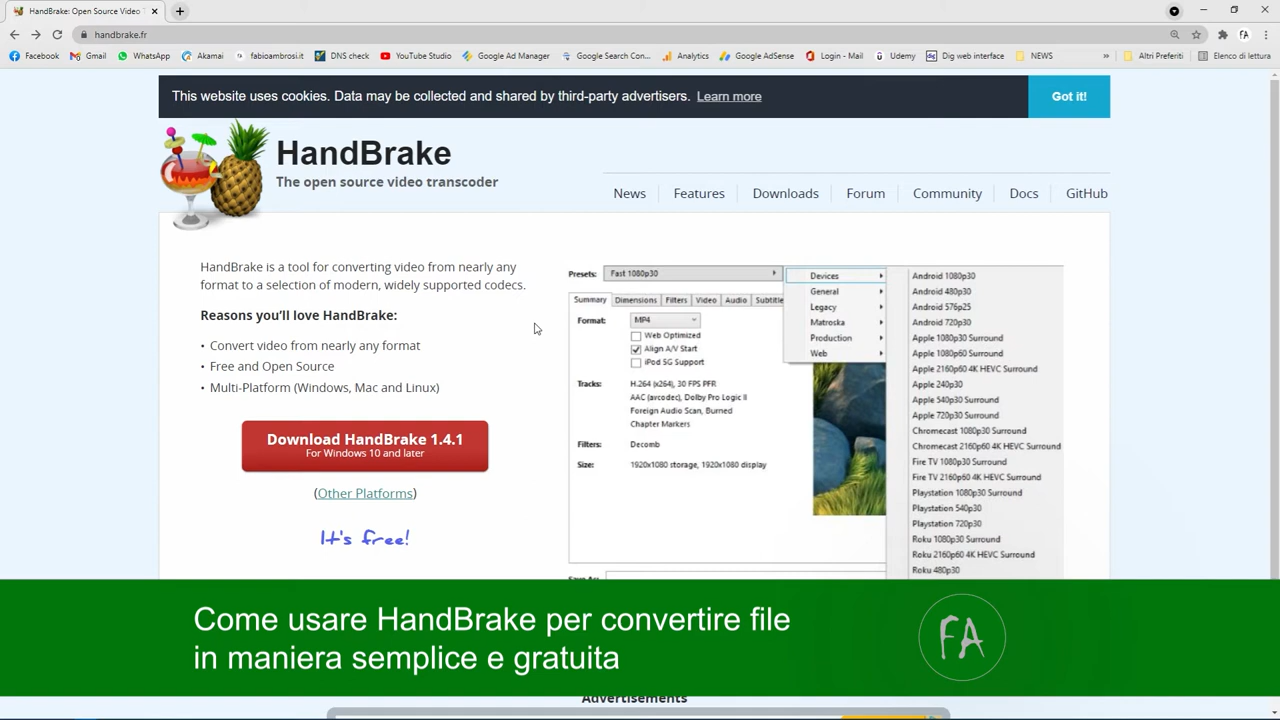 HandBrake: Open Source Video T
handbrake.fr
Facebook
Gmail
WhatsApp
Akamai
fabioambrosi.it
DNS check
YouTube Studio
Google Ad Manager
Google Search Con...
Analytics
Google AdSense
Login - Mail
Udemy
Dig web interface
NEWS
»
Altri Preferiti
Elenco di lettura
This website uses cookies. Data may be collected and shared by third-party advertisers. Learn more
Got it!
HandBrake
The open source video transcoder
News
Features
Downloads
Forum
Community
Docs
GitHub
HandBrake is a tool for converting video from nearly any
format to a selection of modern, widely supported codecs.
Reasons you'll love HandBrake:
• Convert video from nearly any format
• Free and Open Source
• Multi-Platform (Windows, Mac and Linux)
Download HandBrake 1.4.1
For Windows 10 and later
(Other Platforms)
It's free!
Presets: Fast 1080p30
Summary Dimensions Filters Video Audio Subtitle
Format: MP4
Web Optimized
Align A/V Start
iPod 5G Support
Tracks: H.264 (x264), 30 FPS PFR
AAC (avcodec), Dolby Pro Logic II
Foreign Audio Scan, Burned
Chapter Markers
Filters: Decomb
Size: 1920x1080 storage, 1920x1080 display
Devices
General
Legacy
Matroska
Production
Web
Android 1080p30
Android 480p30
Android 576p25
Android 720p30
Apple 1080p30 Surround
Apple 1080p60 Surround
Apple 2160p60 4K HEVC Surround
Apple 240p30
Apple 540p30 Surround
Apple 720p30 Surround
Chromecast 1080p30 Surround
Chromecast 2160p60 4K HEVC Surround
Fire TV 1080p30 Surround
Fire TV 2160p60 4K HEVC Surround
Playstation 1080p30 Surround
Playstation 540p30
Playstation 720p30
Roku 1080p30 Surround
Roku 2160p60 4K HEVC Surround
Roku 480p30
Come usare HandBrake per convertire file
in maniera semplice e gratuita
FA
Advertisements